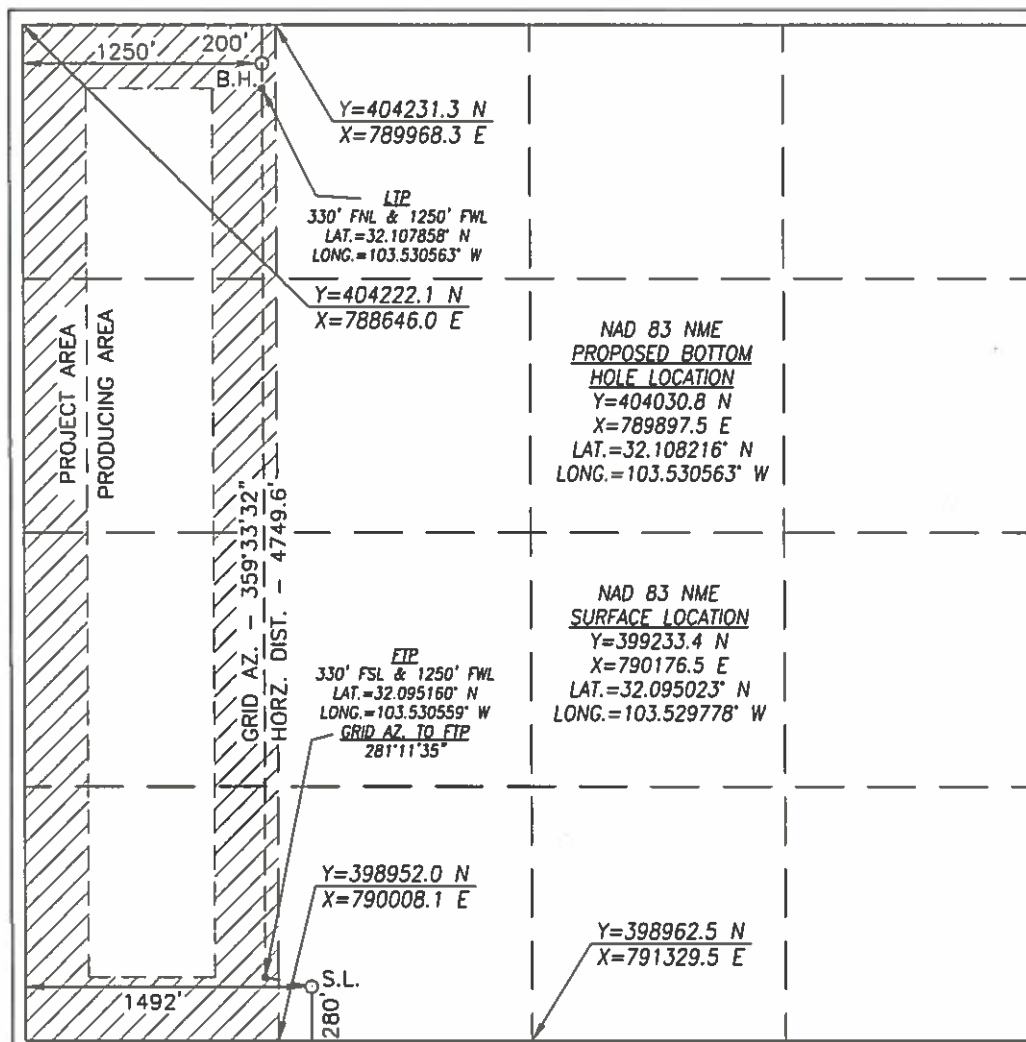 1250'
200'
B.H.
Y=404231.3 N
X=789968.3 E
LTP
330' FNL & 1250' FWL
LAT.=32.107858° N
LONG.=103.530563° W
Y=404222.1 N
X=788646.0 E
PROJECT AREA
PRODUCING AREA
NAD 83 NME
PROPOSED BOTTOM
HOLE LOCATION
Y=404030.8 N
X=789897.5 E
LAT.=32.108216° N
LONG.=103.530563° W
GRID AZ. - 359°33'32"
HORZ. DIST. - 4749.6'
NAD 83 NME
SURFACE LOCATION
Y=399233.4 N
X=790176.5 E
LAT.=32.095023° N
LONG.=103.529778° W
FTP
330' FSL & 1250' FWL
LAT.=32.095160° N
LONG.=103.530559° W
GRID AZ. TO FTP
281°11'35"
Y=398952.0 N
X=790008.1 E
Y=398962.5 N
X=791329.5 E
S.L.
1492'
280'